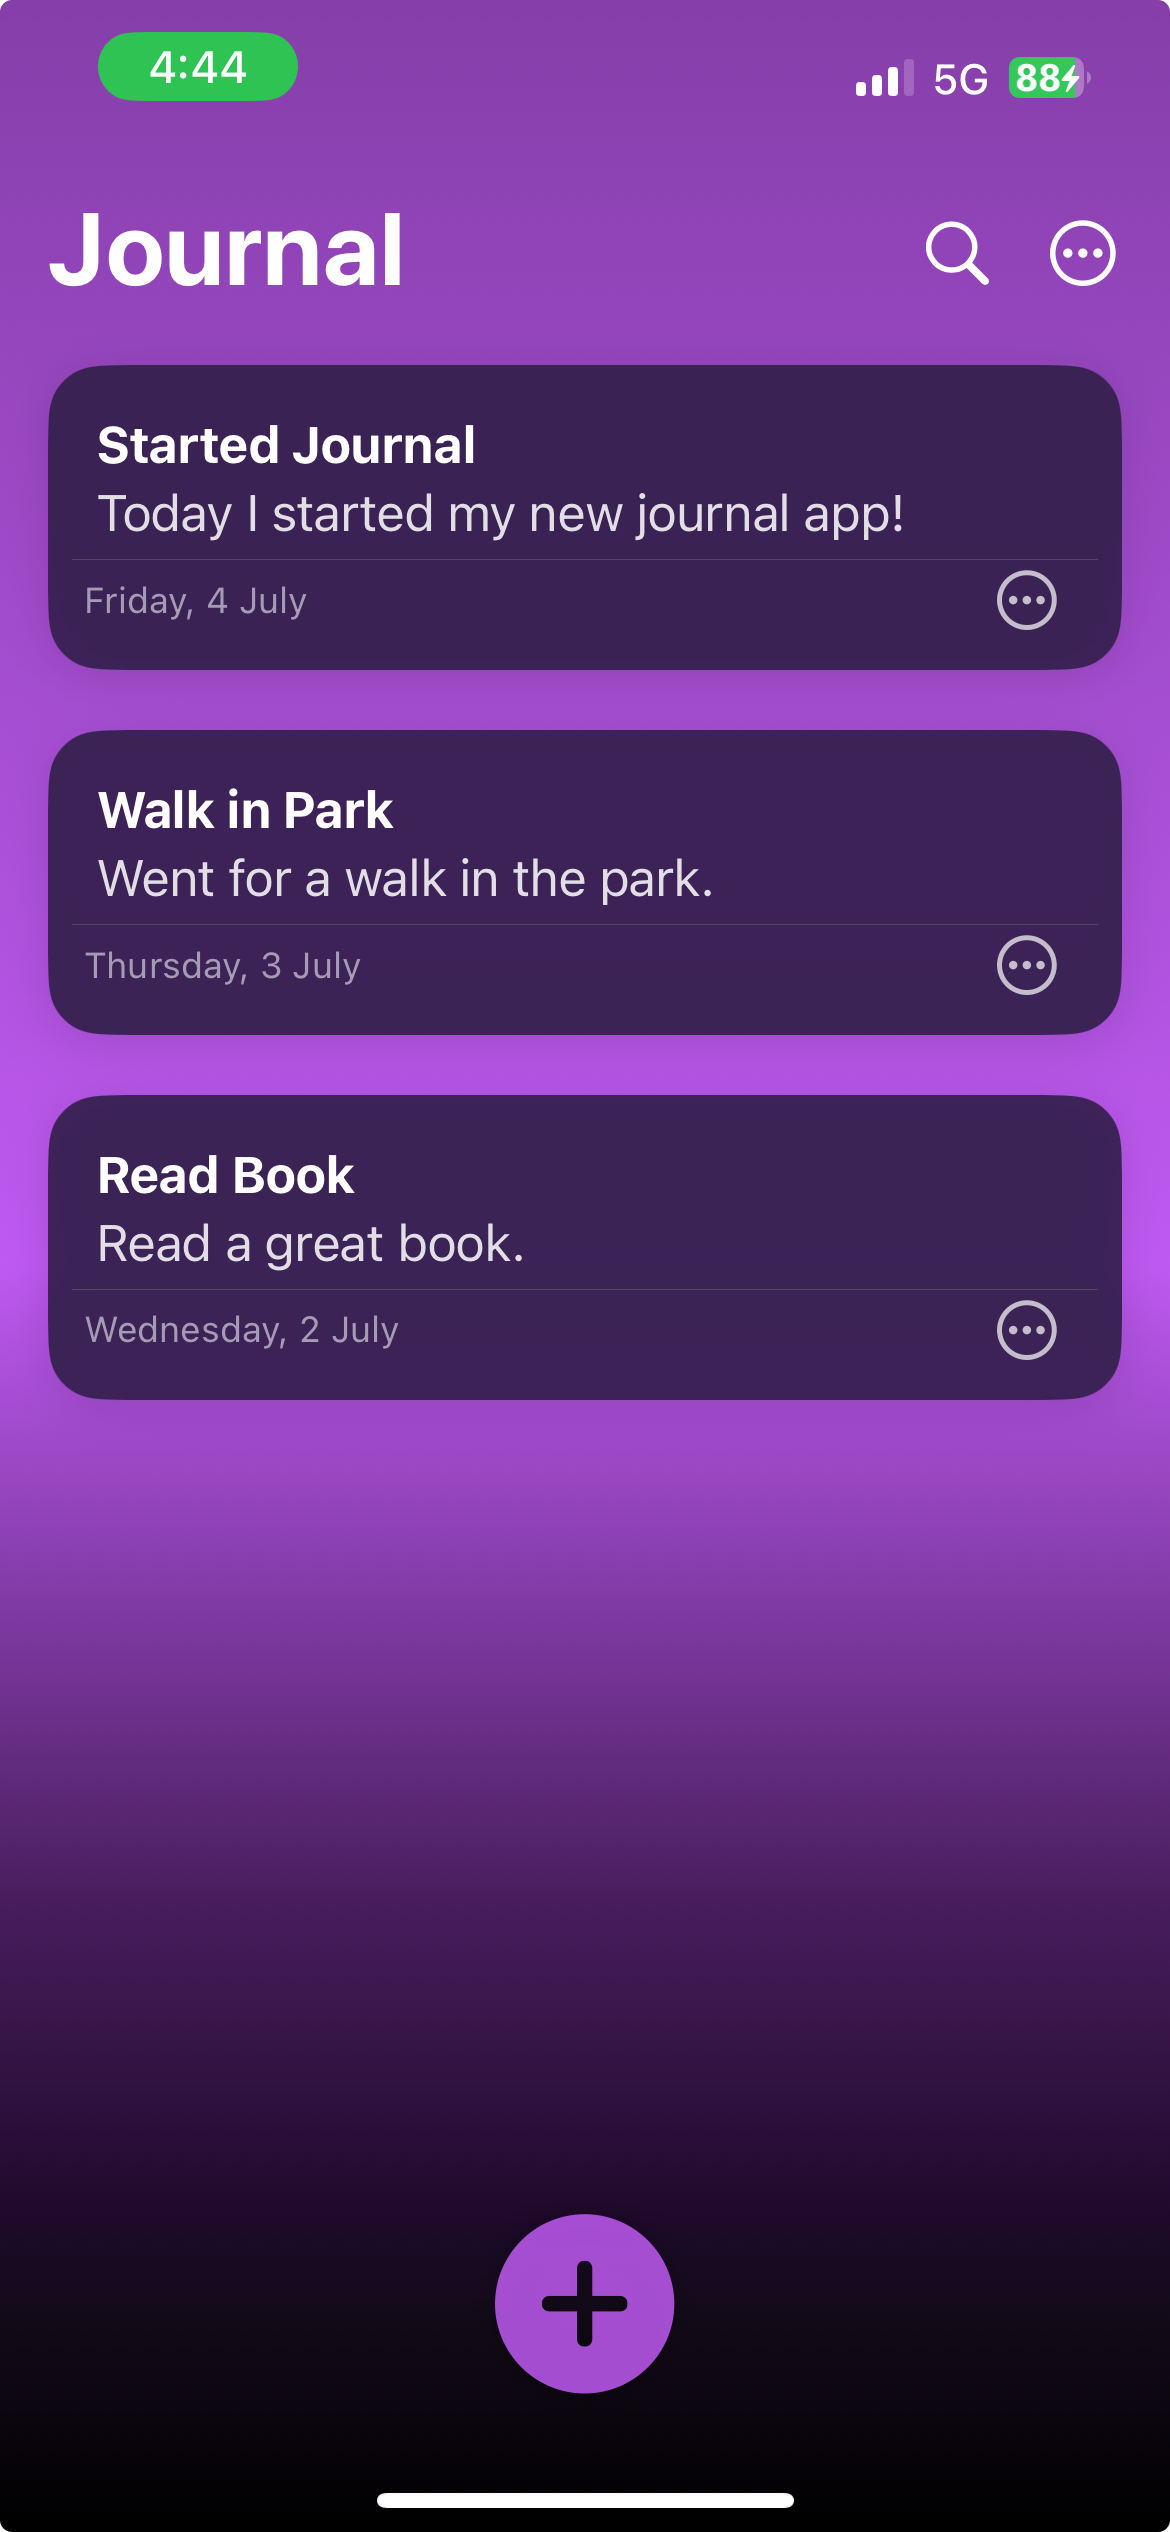 4:44
5G 88
Journal
Started Journal
Today I started my new journal app!
Friday, 4 July
Walk in Park
Went for a walk in the park.
Thursday, 3 July
Read Book
Read a great book.
Wednesday, 2 July